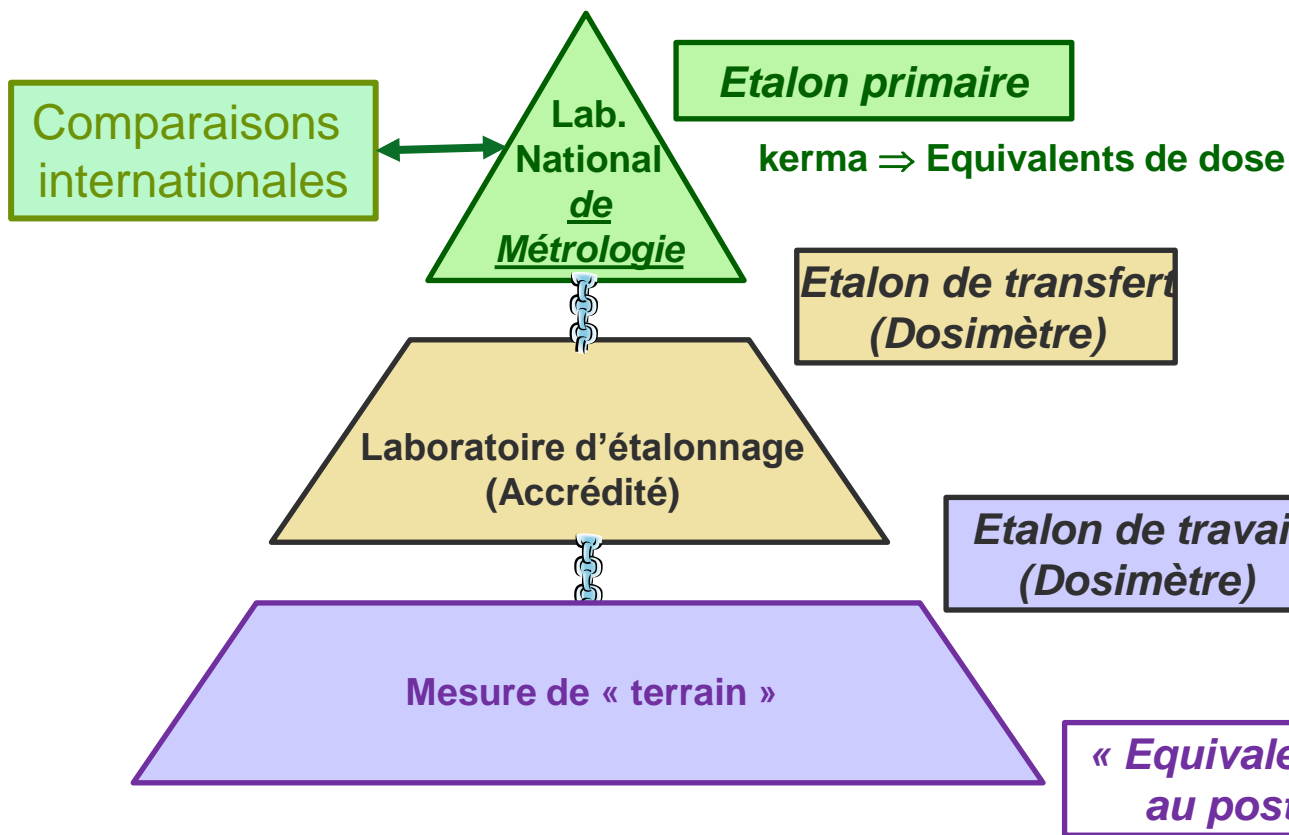 Etalon primaire
Comparaisons
internationales
Lab.
National
de
Métrologie
kerma ⇒ Equivalents de dose
Etalon de transfert
(Dosimètre)
Laboratoire d'étalonnage
(Accrédité)
Etalon de travai
(Dosimètre)
Mesure de « terrain »
« Equivale
au post